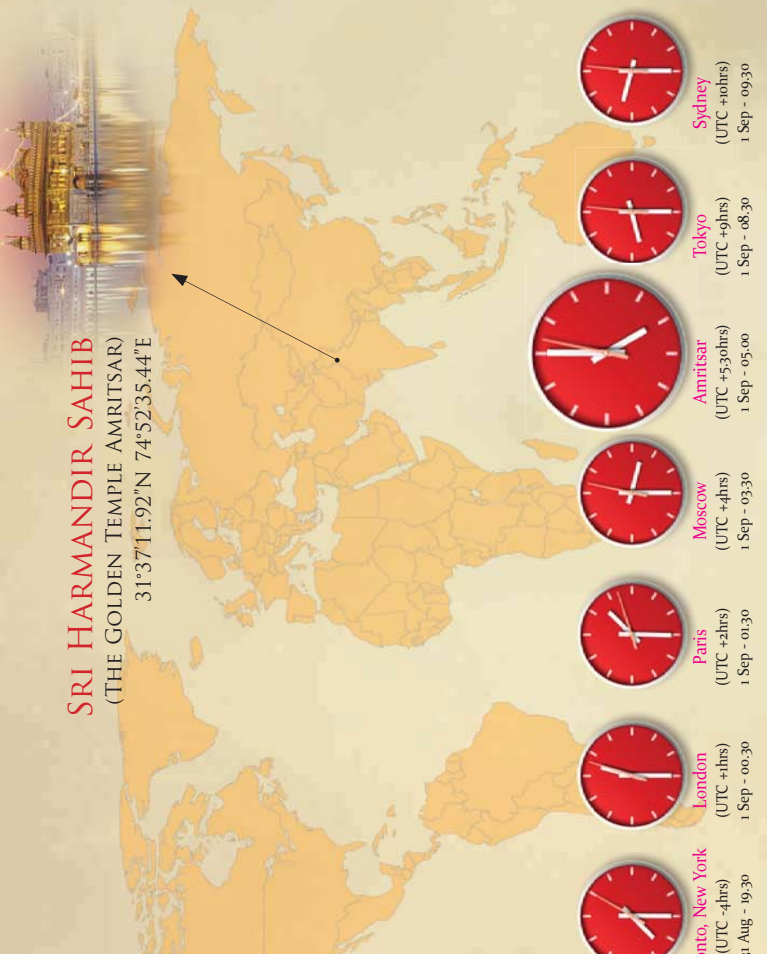 SRI HARMANDIR SAHIB
(THE GOLDEN TEMPLE AMRITSAR)
31°37'11.92"N 74°52'35.44"E
onto, New York
(UTC -4hrs)
31 Aug - 19.30
London
(UTC +1hrs)
1 Sep - 00.30
Paris
(UTC +2hrs)
1 Sep - 01.30
Moscow
(UTC +4hrs)
1 Sep - 03.30
Amritsar
(UTC +5.30hrs)
1 Sep - 05.00
Tokyo
(UTC +9hrs)
1 Sep - 08.30
Sydney
(UTC +10hrs)
1 Sep - 09.30